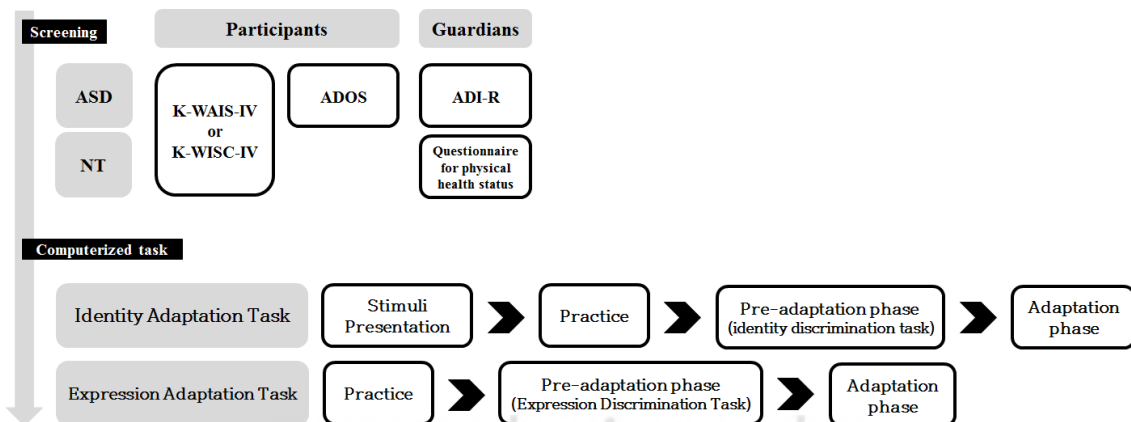 Screening
Participants
Guardians
ASD
K-WAIS-IV
or
K-WISC-IV
ADOS
ADI-R
NT
Questionnaire
for physical
health status
Computerized task
Identity Adaptation Task
Stimuli
Presentation
Practice
Pre-adaptation phase
(identity discrimination task)
Adaptation
phase
Expression Adaptation Task
Practice
Pre-adaptation phase
(Expression Discrimination Task)
Adaptation
phase